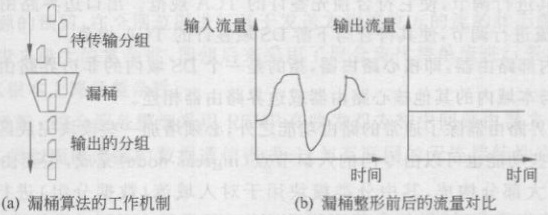 待传输分组
漏桶
输出的分组
(a) 漏桶算法的工作机制
输入流量
时间
输出流量
时间
(b) 漏桶整形前后的流量对比